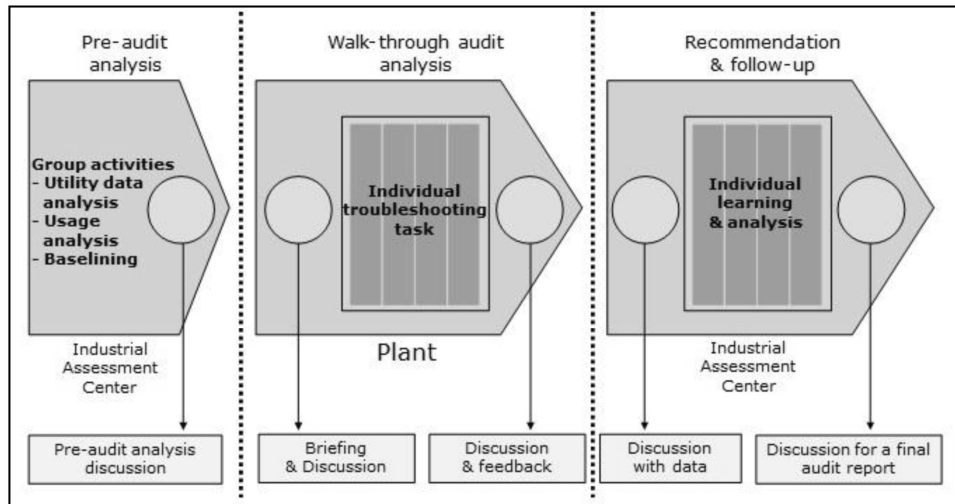 Pre-audit
analysis
Group activities
- Utility data
analysis
- Usage
analysis
- Baselining
Industrial
Assessment
Center
Pre-audit analysis
discussion
Walk-through audit
analysis
Individual
troubleshooting
task
Plant
Briefing
& Discussion
Discussion
& feedback
Recommendation
& follow-up
Individual
learning
& analysis
Industrial
Assessment
Center
Discussion
with data
Discussion for a final
audit report